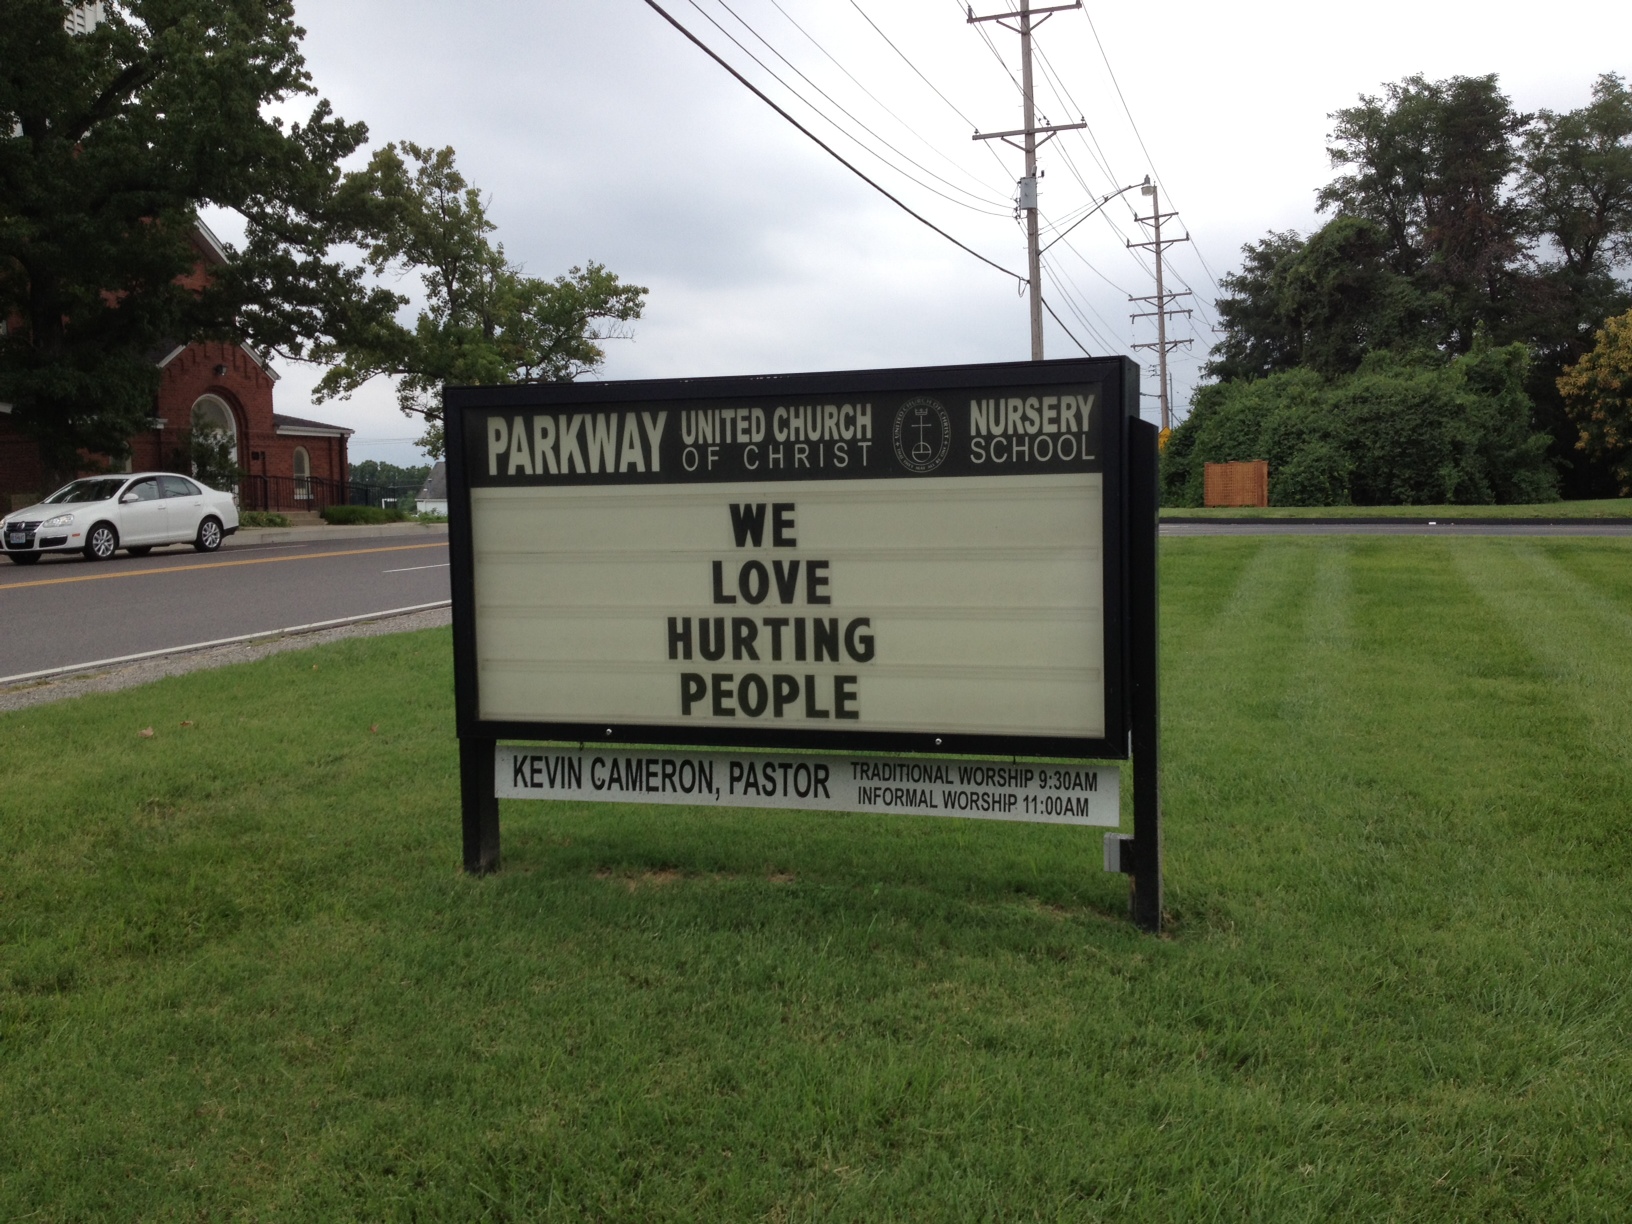 PARKWAY UNITED CHURCH NURSERY
OF CHRIST SCHOOL
WE
LOVE
HURTING
PEOPLE
KEVIN CAMERON, PASTOR
TRADITIONAL WORSHIP 9:30AM
INFORMAL WORSHIP 11:00AM